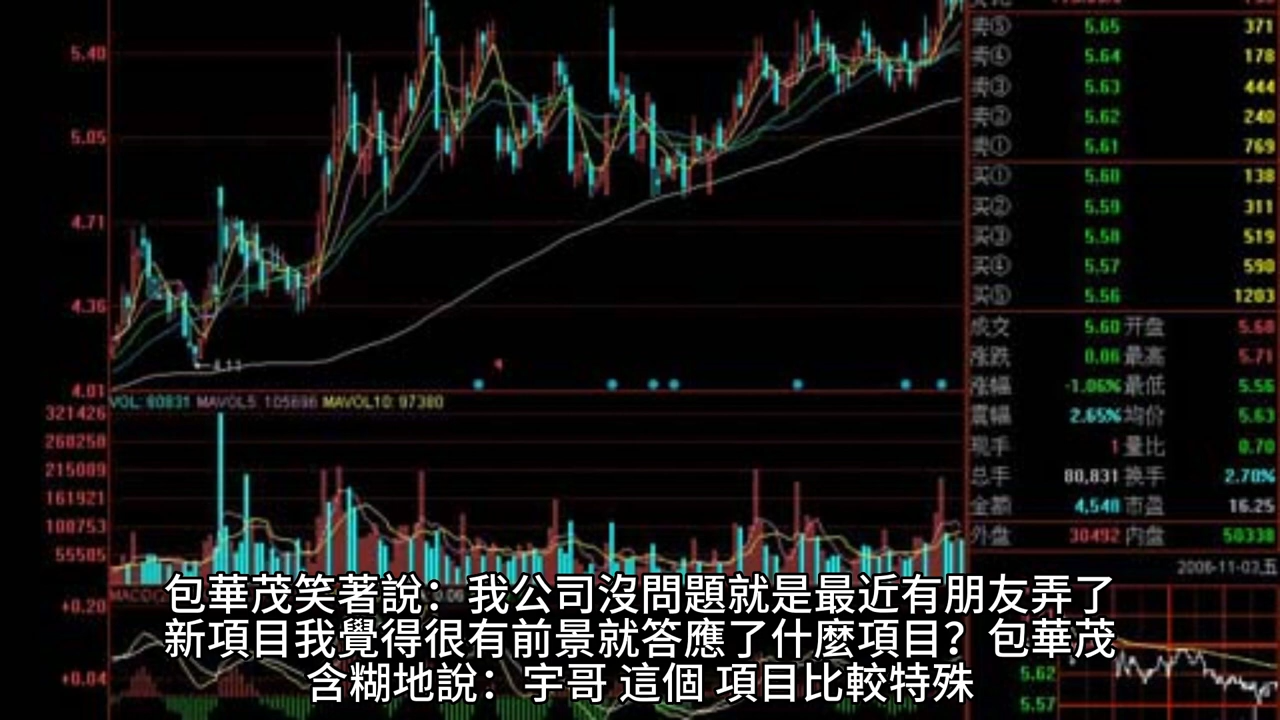 5.40
5.05
4.71
4.36
4.01
4.11
卖⑤ 5.65 371
卖④ 5.64 178
卖③ 5.63 444
卖② 5.62 240
卖① 5.61 769
买① 5.60 138
买② 5.59 311
买③ 5.58 519
买④ 5.57 590
买⑤ 5.56 1203
成交 5.60 开盘 5.68
涨跌 0.06 最高 5.71
涨幅 -1.06% 最低 5.56
震幅 2.65% 均价 5.63
现手 1 量比 0.70
总手 80,831 换手 2.70%
金额 4,540 市盈 16.25
外盘 30492 内盘 50338
VOL: 80831 MAVOL5: 105696 MAVOL10: 97380
321426
268250
215089
161921
108753
55585
2006-11-03,五
+0.20
+0.04
5.62
5.57
包華茂笑著說：我公司沒問題就是最近有朋友弄了
新項目我覺得很有前景就答應了什麼項目？包華茂
含糊地說：宇哥 這個 項目比較特殊